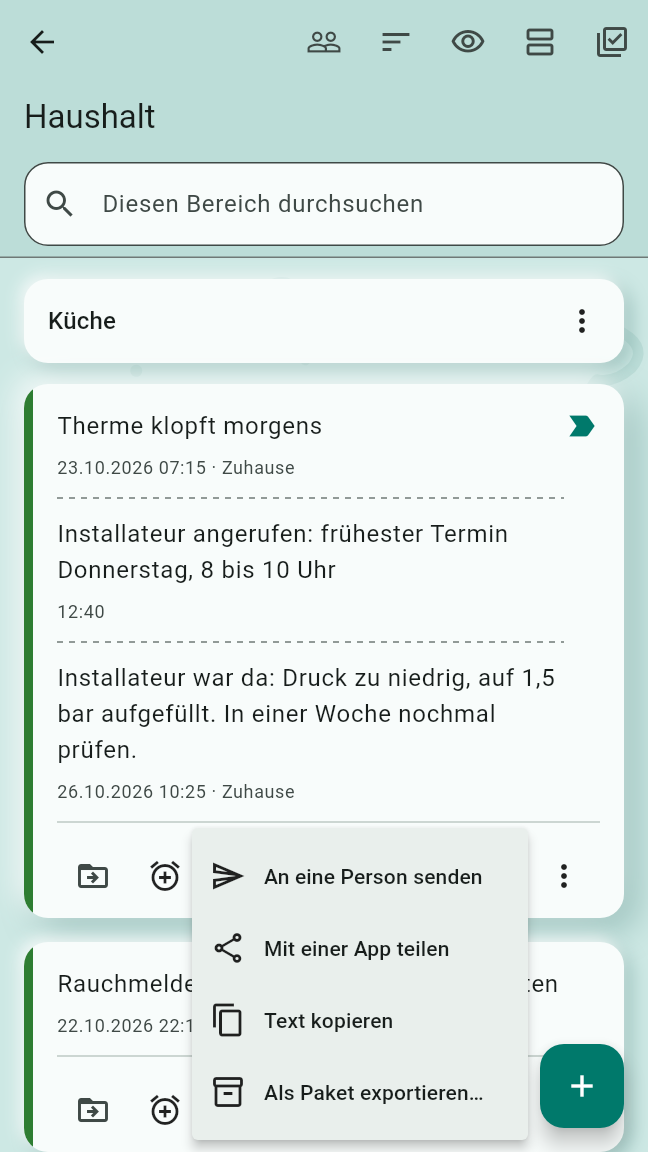 Haushalt
Diesen Bereich durchsuchen
Küche
Therme klopft morgens
23.10.2026 07:15 · Zuhause
Installateur angerufen: frühester Termin
Donnerstag, 8 bis 10 Uhr
12:40
Installateur war da: Druck zu niedrig, auf 1,5
bar aufgefüllt. In einer Woche nochmal
prüfen.
26.10.2026 10:25 · Zuhause
An eine Person senden
Mit einer App teilen
Text kopieren
Als Paket exportieren…
22.10.2026